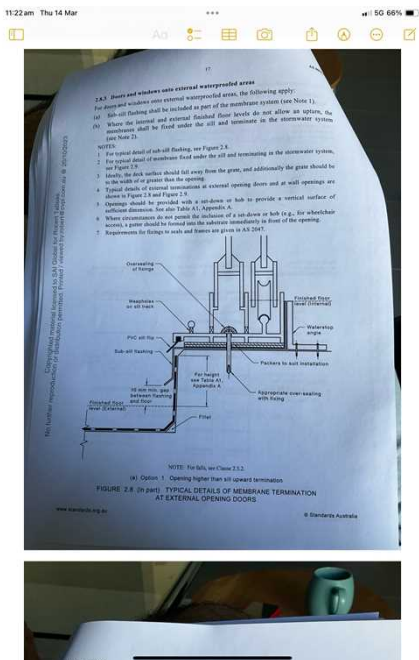 11:22 am Thu 14 Mar
5G 66%
Aa
17
2.8.3 Doors and windows onto external waterproofed areas
For doors and windows onto external waterproofed areas, the following apply:
(a) Sub-sill flashing shall be included as part of the membrane system (see Note 1).
(b) Where the internal and external finished floor levels do not allow an upturn, the
membranes shall be fixed under the sill and terminate in the stormwater system
(see Note 2).
NOTES:
1 For typical detail of sub-sill flashing, see Figure 2.8.
2 For typical detail of membrane fixed under the sill and terminating in the stormwater system,
see Figure 2.9.
3 Ideally, the deck surface should fall away from the grate, and additionally the grate should be
to the width of or greater than the opening.
4 Typical details of external terminations at external opening doors and at wall openings are
shown in Figure 2.8 and Figure 2.9.
5 Openings should be provided with a set-down or hob to provide a vertical surface of
sufficient dimension. See also Table A1, Appendix A.
6 Where circumstances do not permit the inclusion of a set-down or hob (e.g., for wheelchair
access), a gutter should be formed into the substrate immediately in front of the opening.
7 Requirements for fixings to seals and frames are given in AS 2047.
Oversealing
of fixings
Weepholes
on sill track
Finished floor
level (Internal)
Waterstop
angle
PVC sill flap
Sub-sill flashing
Packers to suit installation
For height
see Table A1,
Appendix A
10 mm min. gap
between flashing
and floor
Appropriate over-sealing
with fixing
Finished floor
level (External)
Fillet
NOTE: For falls, see Clause 2.5.2.
(a) Option 1 Opening higher than sill upward termination
FIGURE 2.8 (in part) TYPICAL DETAILS OF MEMBRANE TERMINATION
AT EXTERNAL OPENING DOORS
www.standards.org.au
© Standards Australia